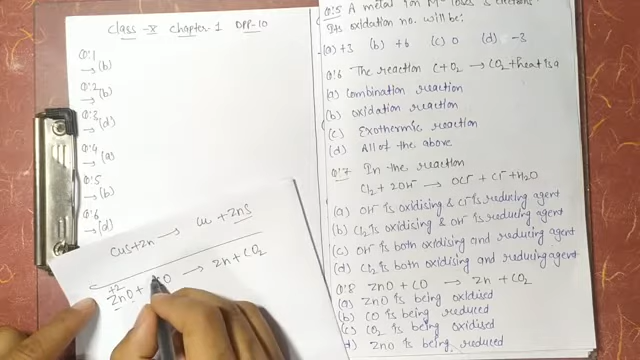 Class -X Chapter. 1 DPP-10
Q:1
→ (b)
Q:2
→ (b)
Q:3
→ (d)
Q:4
→ (a)
Q:5
→ (b)
Q:6
→ (d)
CuS+Zn → Cu + ZnS
+2
ZnO + O → Zn + CO2
Q:5 A metal ion M loses
Its oxidation no. will be:
(a) +3 (b) +6 (c) 0 (d) -3
Q:6 The reaction C+O2 → CO2 + heat is a
(a) Combination reaction
(b) oxidation reaction
(c) Exothermic reaction
(d) All of the above
Q:7 In the reaction
Cl2 + 2OH⁻ → OCl⁻ + Cl⁻ + H2O
(a) OH⁻ is oxidising & Cl⁻ is reducing agent
(b) Cl2 is oxidising & OH⁻ is reducing agent
(c) OH⁻ is both oxidising and reducing agent
(d) Cl2 is both oxidising and reducing agent
Q:8 ZnO + CO → Zn + CO2
(a) ZnO is being oxidised
(b) CO is being reduced
(c) CO2 is being oxidised
(d) ZnO is being reduced